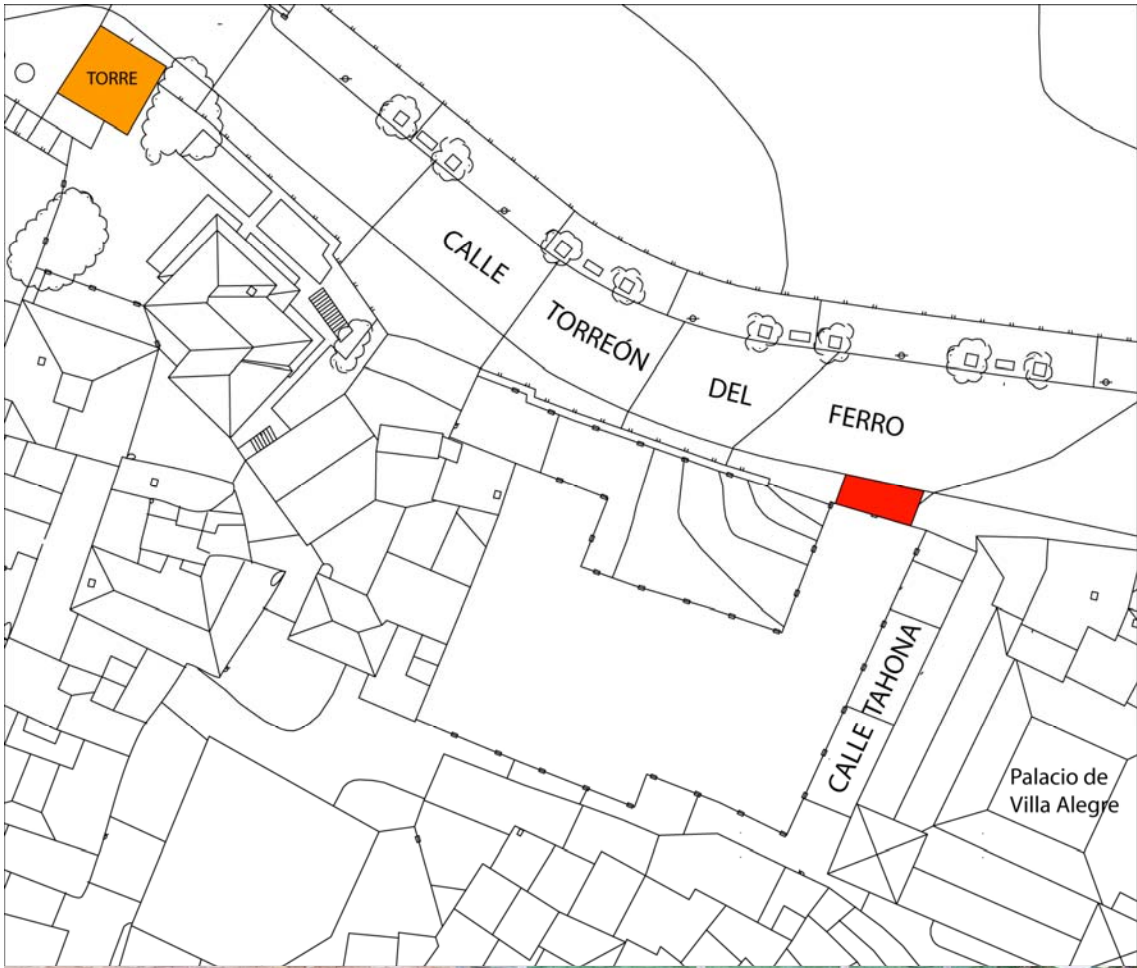 TORRE
CALLE
TORREÓN
DEL
FERRO
CALLE TAHONA
Palacio de
Villa Alegre